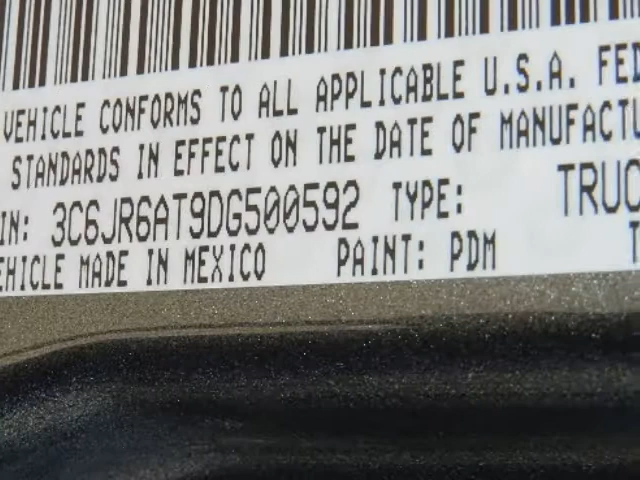 VEHICLE CONFORMS TO ALL APPLICABLE U.S.A. FED
STANDARDS IN EFFECT ON THE DATE OF MANUFACTU
IN: 3C6JR6AT9DG500592 TYPE: TRUC
EHICLE MADE IN MEXICO PAINT: PDM T